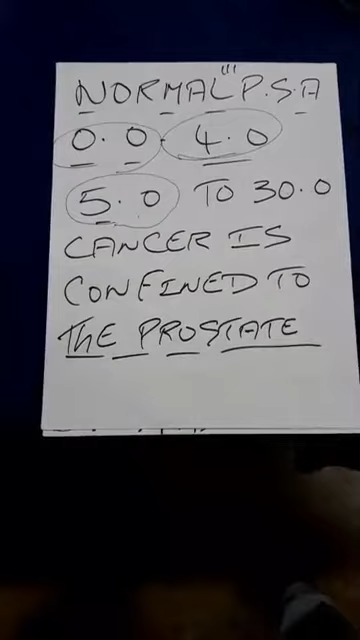 NORMAL"' P.S.A
0.0 - 4.0
5.0 TO 30.0
CANCER IS
CONFINED TO
THE PROSTATE